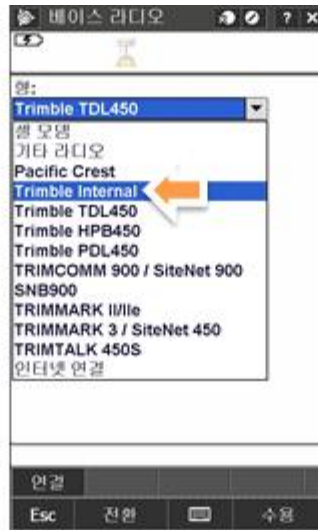 베이스 라디오 ? X
형:
Trimble TDL450
셀 모뎀
기타 라디오
Pacific Crest
Trimble Internal
Trimble TDL450
Trimble HPB450
Trimble PDL450
TRIMCOMM 900 / SiteNet 900
SNB900
TRIMMARK II/IIe
TRIMMARK 3 / SiteNet 450
TRIMTALK 450S
인터넷 연결
연결
Esc 전환 수용